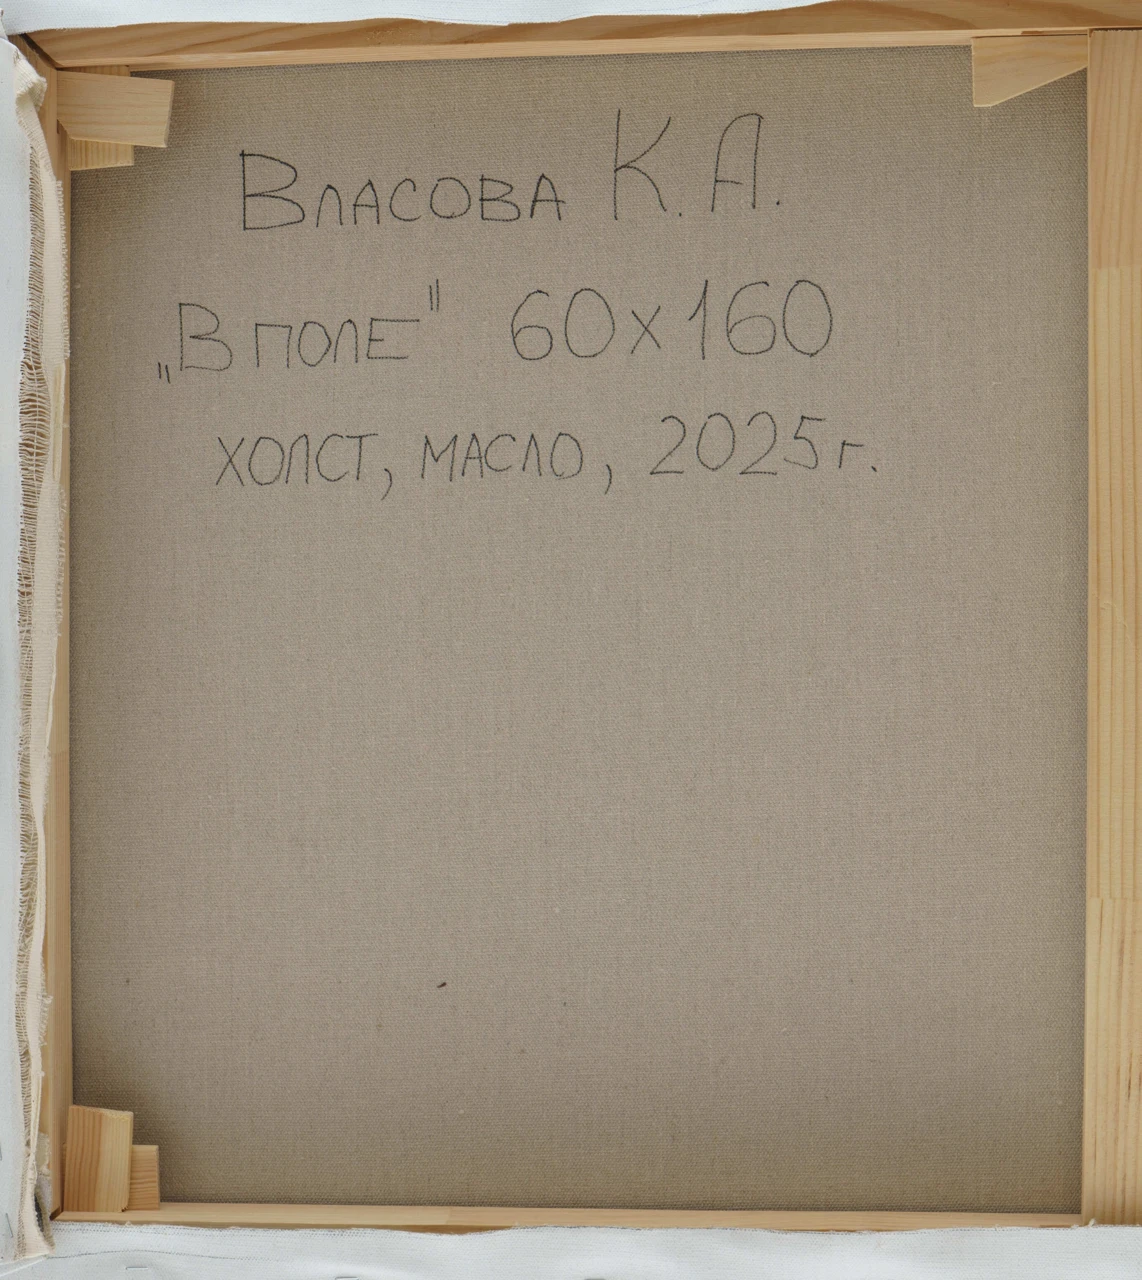 Власова К.А.
„В поле" 60х160
холст, масло, 2025г.